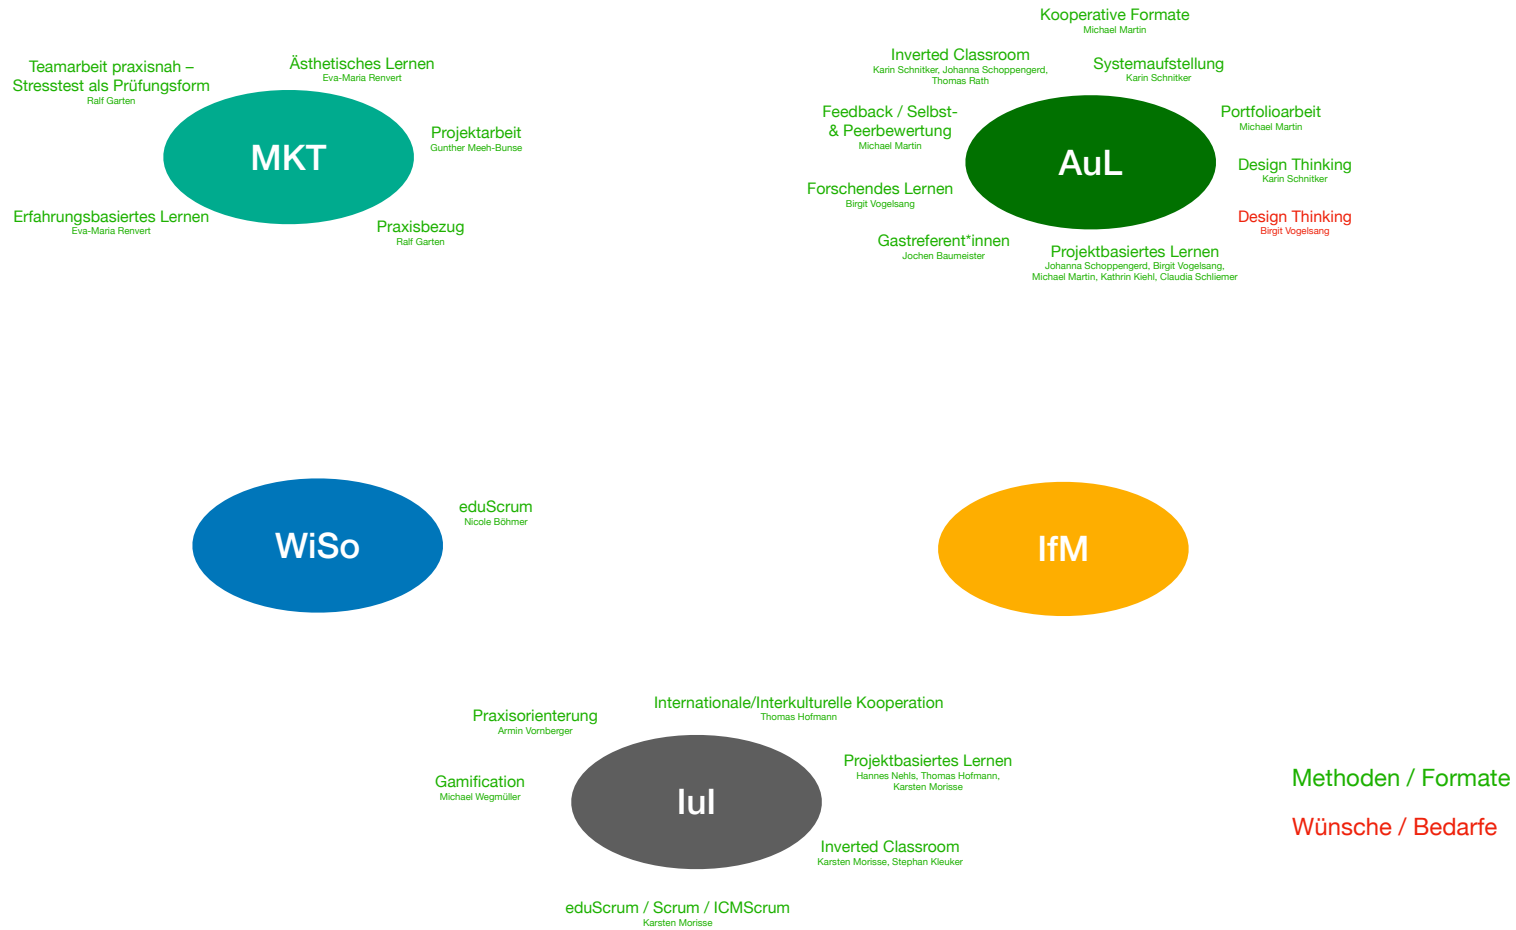 Teamarbeit praxisnah –
Stresstest als Prüfungsform
Ralf Garten
Ästhetisches Lernen
Eva-Maria Renvert
MKT
Projektarbeit
Gunther Meeh-Bunse
Erfahrungsbasiertes Lernen
Eva-Maria Renvert
Praxisbezug
Ralf Garten
Kooperative Formate
Michael Martin
Inverted Classroom
Karin Schnitker, Johanna Schoppengerd,
Thomas Rath
Systemaufstellung
Karin Schnitker
Feedback / Selbst-
& Peerbewertung
Michael Martin
AuL
Portfolioarbeit
Michael Martin
Design Thinking
Karin Schnitker
Forschendes Lernen
Birgit Vogelsang
Design Thinking
Birgit Vogelsang
Gastreferent*innen
Jochen Baumeister
Projektbasiertes Lernen
Johanna Schoppengerd, Birgit Vogelsang,
Michael Martin, Kathrin Kiehl, Claudia Schliemer
WiSo
eduScrum
Nicole Böhmer
IfM
Praxisorienterung
Armin Vornberger
Internationale/Interkulturelle Kooperation
Thomas Hofmann
Gamification
Michael Wegmüller
IuI
Projektbasiertes Lernen
Hannes Nehls, Thomas Hofmann,
Karsten Morisse
Inverted Classroom
Karsten Morisse, Stephan Kleuker
eduScrum / Scrum / ICMScrum
Karsten Morisse
Methoden / Formate
Wünsche / Bedarfe